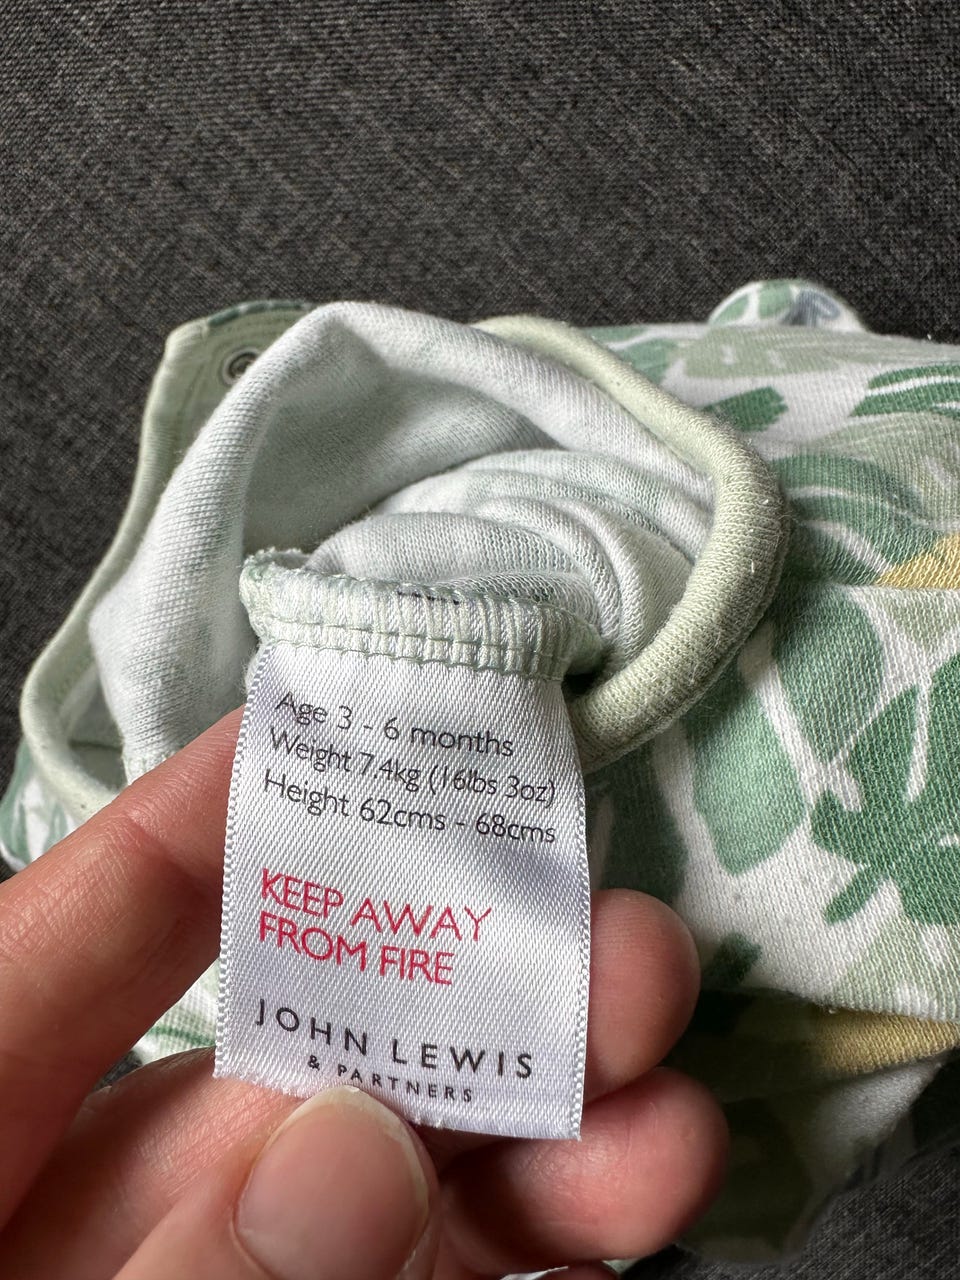 Age 3 - 6 months
Weight 7.4kg (16lbs 3oz)
Height 62cms - 68cms
KEEP AWAY
FROM FIRE
JOHN LEWIS
& PARTNERS